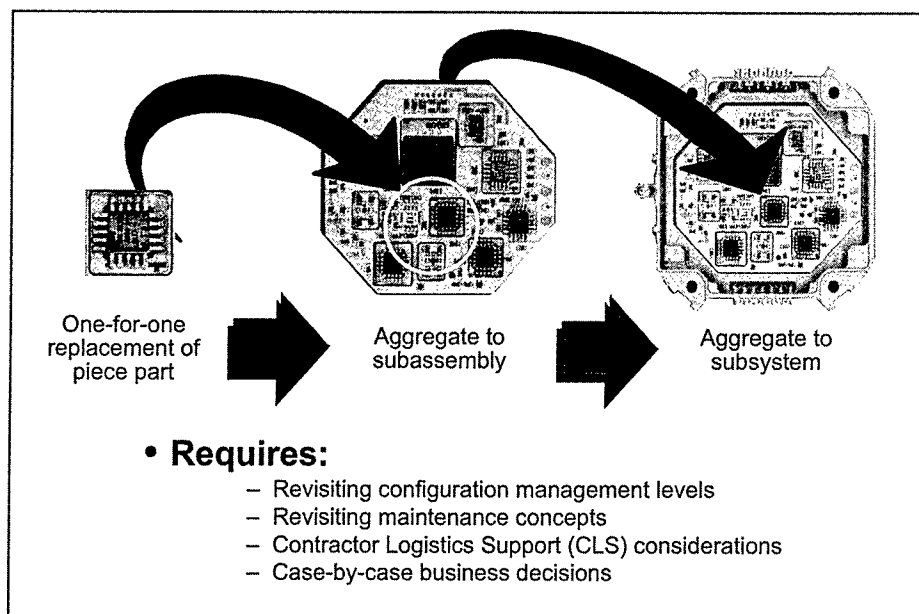 One-for-one
replacement of
piece part
Aggregate to
subassembly
Aggregate to
subsystem
• Requires:
– Revisiting configuration management levels
– Revisiting maintenance concepts
– Contractor Logistics Support (CLS) considerations
– Case-by-case business decisions